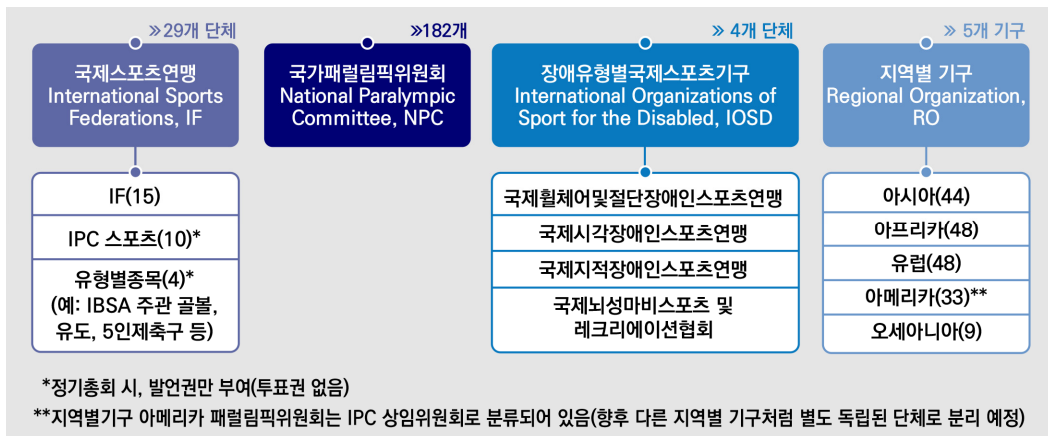 ≫29개 단체
국제스포츠연맹
International Sports
Federations, IF
IF(15)
IPC 스포츠(10)*
유형별종목(4)*
(예: IBSA 주관 골볼,
유도, 5인제축구 등)
≫182개
국가패럴림픽위원회
National Paralympic
Committee, NPC
≫ 4개 단체
장애유형별국제스포츠기구
International Organizations of
Sport for the Disabled, IOSD
국제휠체어및절단장애인스포츠연맹
국제시각장애인스포츠연맹
국제지적장애인스포츠연맹
국제뇌성마비스포츠 및
레크리에이션협회
≫ 5개 기구
지역별 기구
Regional Organization,
RO
아시아(44)
아프리카(48)
유럽(48)
아메리카(33)**
오세아니아(9)
*정기총회 시, 발언권만 부여(투표권 없음)
**지역별기구 아메리카 패럴림픽위원회는 IPC 상임위원회로 분류되어 있음(향후 다른 지역별 기구처럼 별도 독립된 단체로 분리 예정)